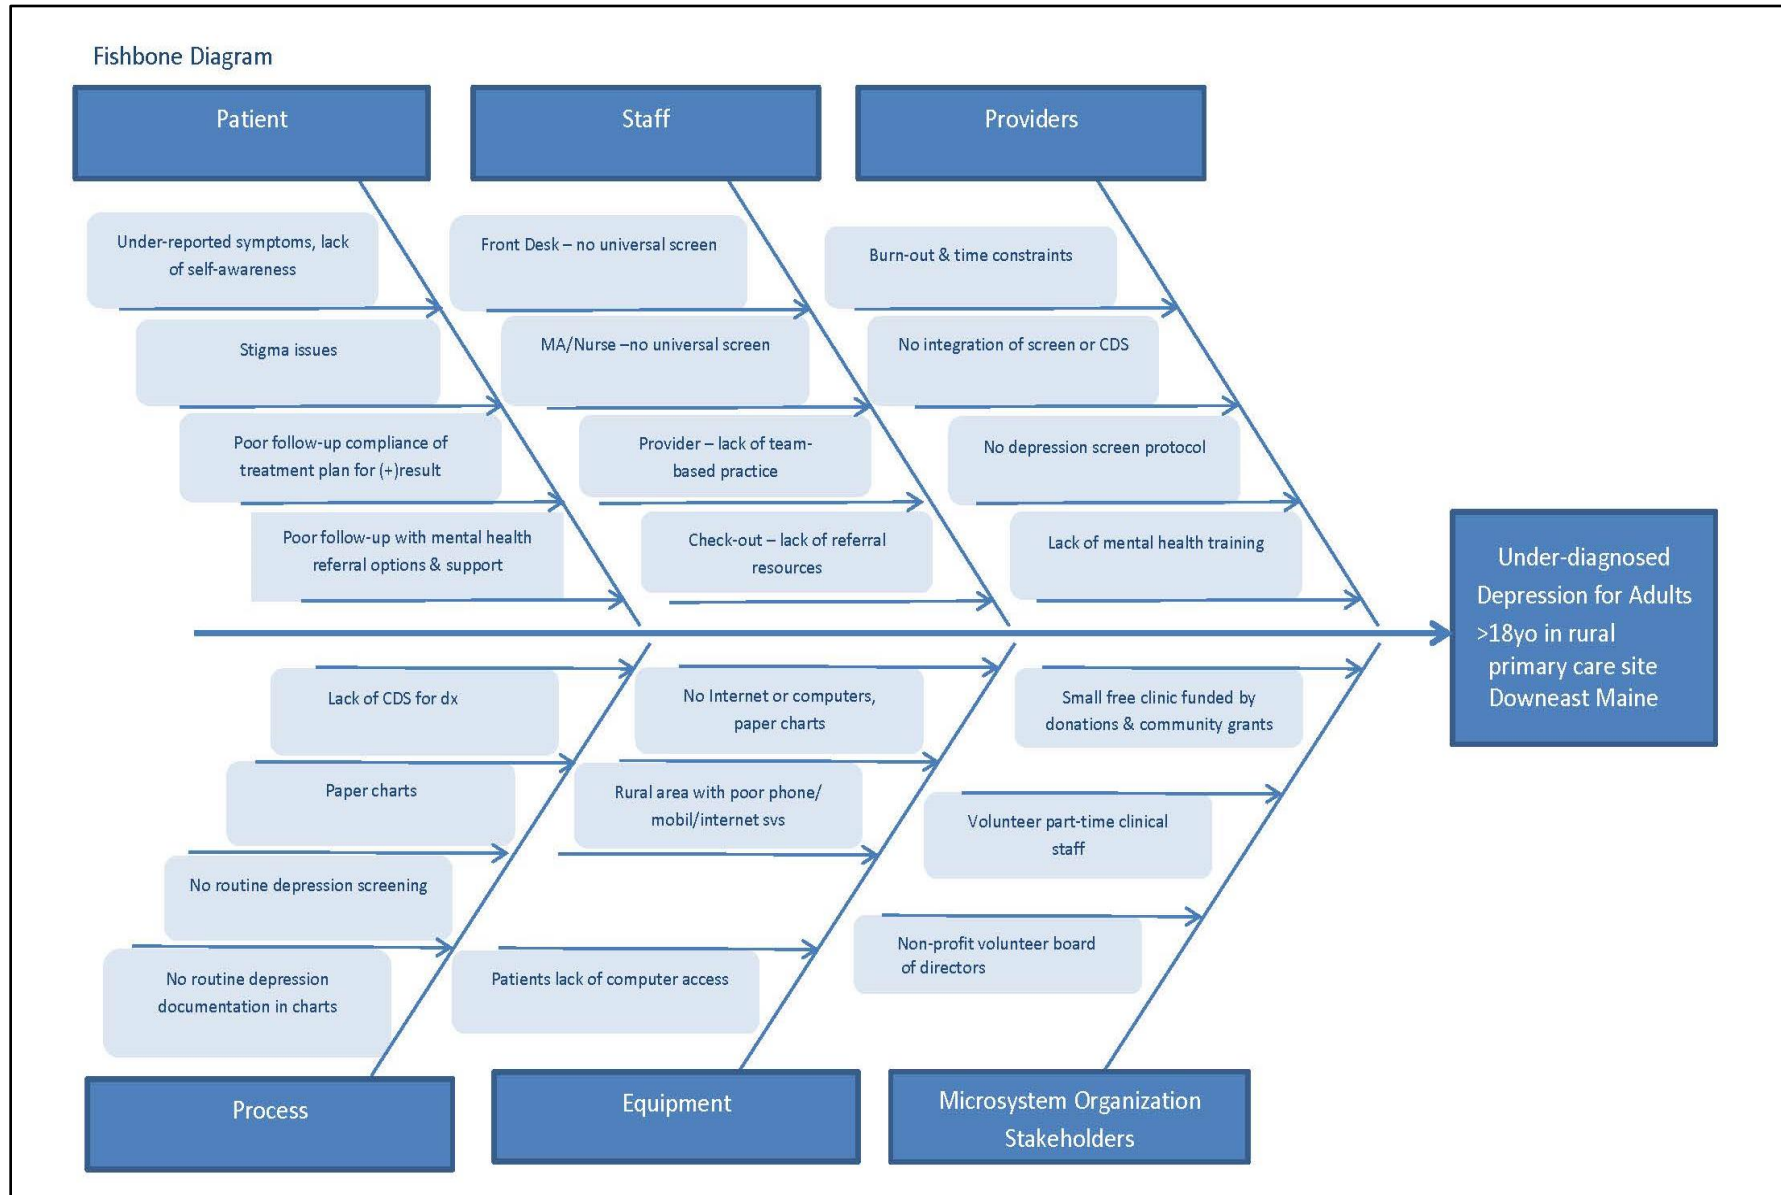 Fishbone Diagram
Patient
Staff
Providers
Under-reported symptoms, lack
of self-awareness
Stigma issues
Poor follow-up compliance of
treatment plan for (+)result
Poor follow-up with mental health
referral options & support
Front Desk – no universal screen
MA/Nurse –no universal screen
Provider – lack of team-
based practice
Check-out – lack of referral
resources
Burn-out & time constraints
No integration of screen or CDS
No depression screen protocol
Lack of mental health training
Under-diagnosed
Depression for Adults
>18yo in rural
primary care site
Downeast Maine
Lack of CDS for dx
Paper charts
No routine depression screening
No routine depression
documentation in charts
No Internet or computers,
paper charts
Rural area with poor phone/
mobil/internet svs
Patients lack of computer access
Small free clinic funded by
donations & community grants
Volunteer part-time clinical
staff
Non-profit volunteer board
of directors
Process
Equipment
Microsystem Organization
Stakeholders